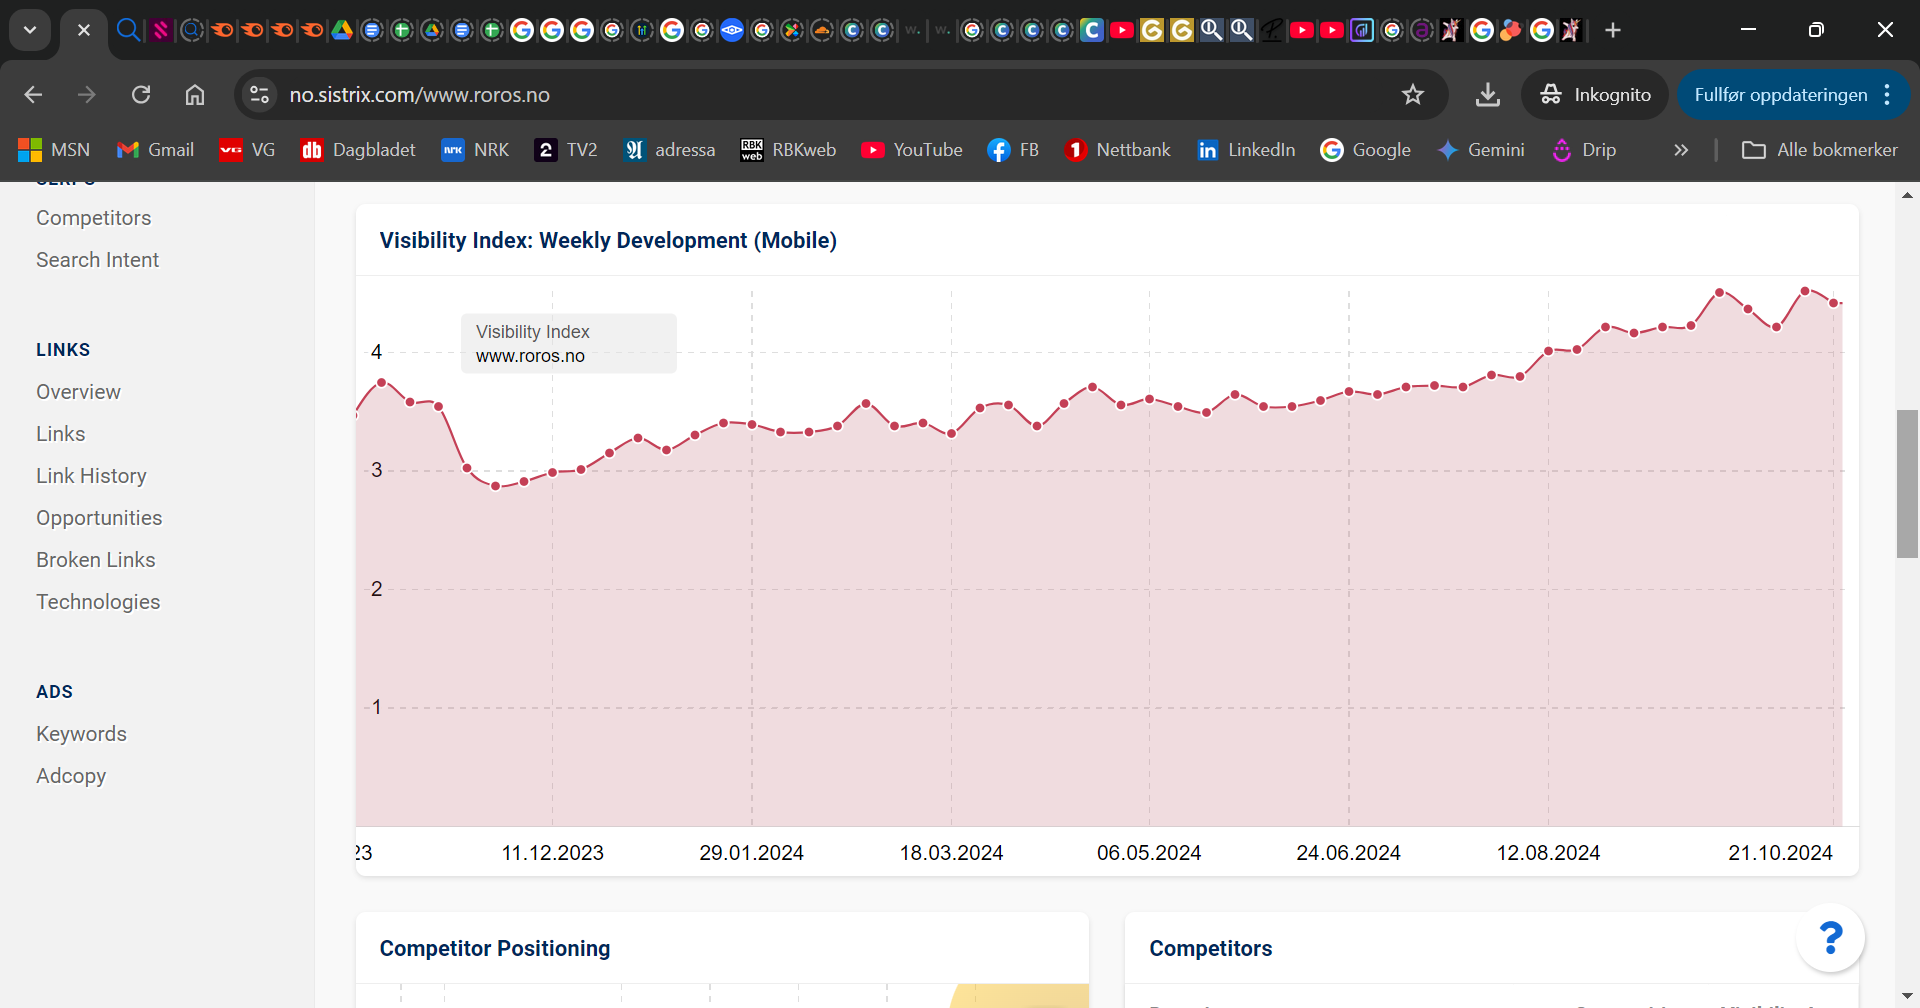 no.sistrix.com/www.roros.no
Inkognito
Fullfør oppdateringen
MSN
Gmail
VG
Dagbladet
NRK
TV2
adressa
RBKweb
YouTube
FB
Nettbank
LinkedIn
Google
Gemini
Drip
Alle bokmerker
SERPS
Competitors
Search Intent
LINKS
Overview
Links
Link History
Opportunities
Broken Links
Technologies
ADS
Keywords
Adcopy
Visibility Index: Weekly Development (Mobile)
Visibility Index
www.roros.no
4
3
2
1
23
11.12.2023
29.01.2024
18.03.2024
06.05.2024
24.06.2024
12.08.2024
21.10.2024
Competitor Positioning
Competitors
?